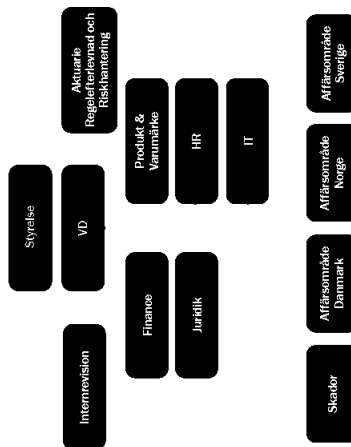 Styrelse
Internrevision
VD
Aktuarie
Regelefterlevnad och
Riskhantering
Finance
Produkt &
Varumärke
Juridik
HR
IT
Skador
Affärsområde
Danmark
Affärsområde
Norge
Affärsområde
Sverige